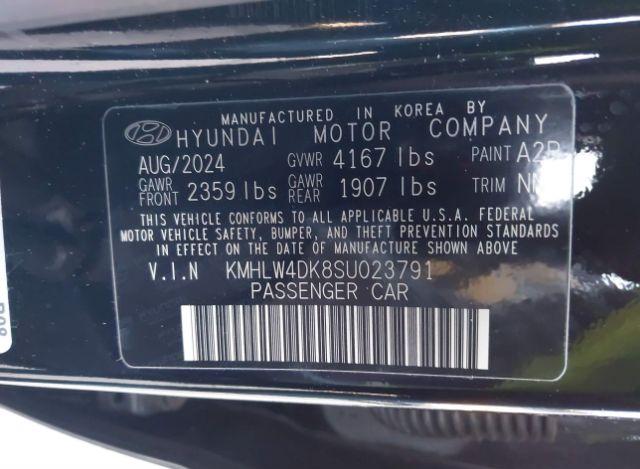 MANUFACTURED IN KOREA BY
HYUNDAI MOTOR COMPANY
AUG/2024 GVWR 4167 lbs PAINT A2B
GAWR FRONT 2359 lbs GAWR REAR 1907 lbs TRIM NN
THIS VEHICLE CONFORMS TO ALL APPLICABLE U.S.A. FEDERAL
MOTOR VEHICLE SAFETY, BUMPER, AND THEFT PREVENTION STANDARDS
IN EFFECT ON THE DATE OF MANUFACTURE SHOWN ABOVE
V.I.N KMHLW4DK8SU023791
PASSENGER CAR